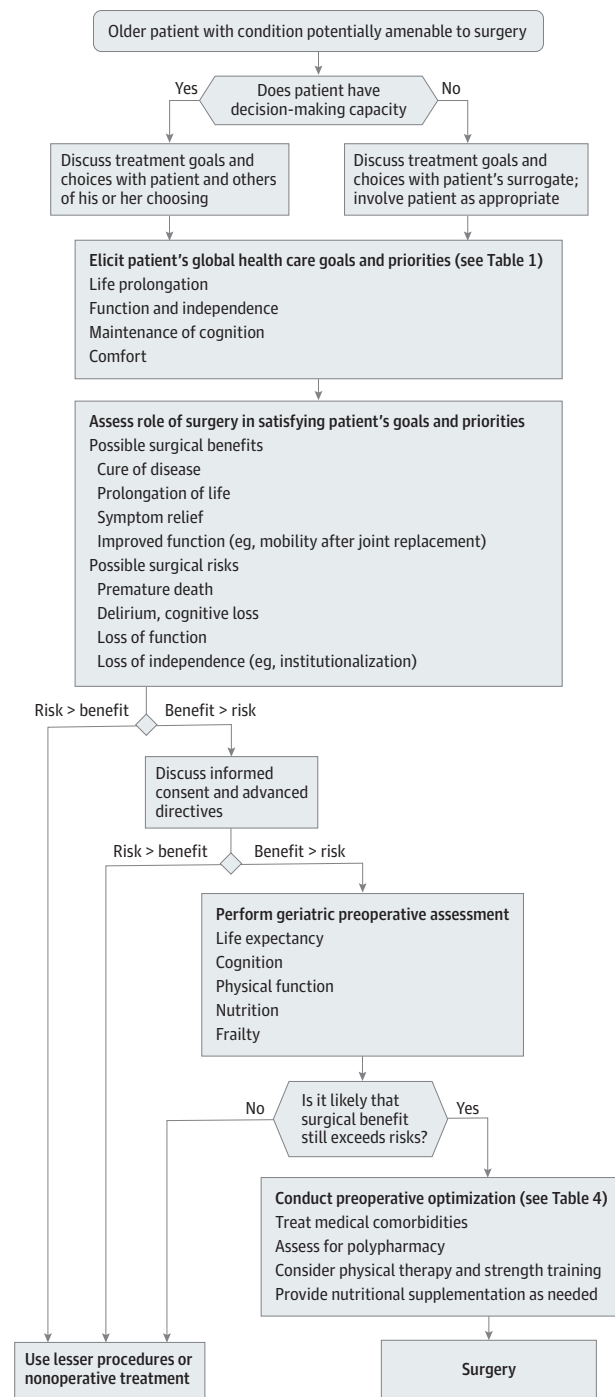 Older patient with condition potentially amenable to surgery
Yes
Does patient have
decision-making capacity
No
Discuss treatment goals and
choices with patient and others
of his or her choosing
Discuss treatment goals and
choices with patient's surrogate;
involve patient as appropriate
Elicit patient's global health care goals and priorities (see Table 1)
Life prolongation
Function and independence
Maintenance of cognition
Comfort
Assess role of surgery in satisfying patient's goals and priorities
Possible surgical benefits
Cure of disease
Prolongation of life
Symptom relief
Improved function (eg, mobility after joint replacement)
Possible surgical risks
Premature death
Delirium, cognitive loss
Loss of function
Loss of independence (eg, institutionalization)
Risk > benefit
Benefit > risk
Discuss informed
consent and advanced
directives
Risk > benefit
Benefit > risk
Perform geriatric preoperative assessment
Life expectancy
Cognition
Physical function
Nutrition
Frailty
No
Is it likely that
surgical benefit
still exceeds risks?
Yes
Conduct preoperative optimization (see Table 4)
Treat medical comorbidities
Assess for polypharmacy
Consider physical therapy and strength training
Provide nutritional supplementation as needed
Use lesser procedures or
nonoperative treatment
Surgery